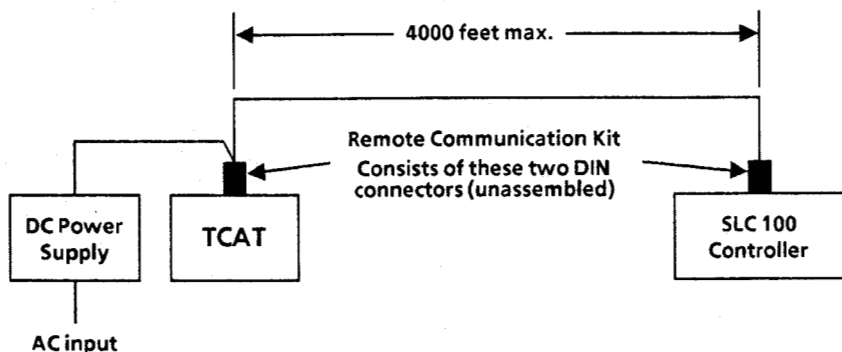 4000 feet max.
Remote Communication Kit
Consists of these two DIN
connectors (unassembled)
DC Power
Supply
TCAT
SLC 100
Controller
AC input